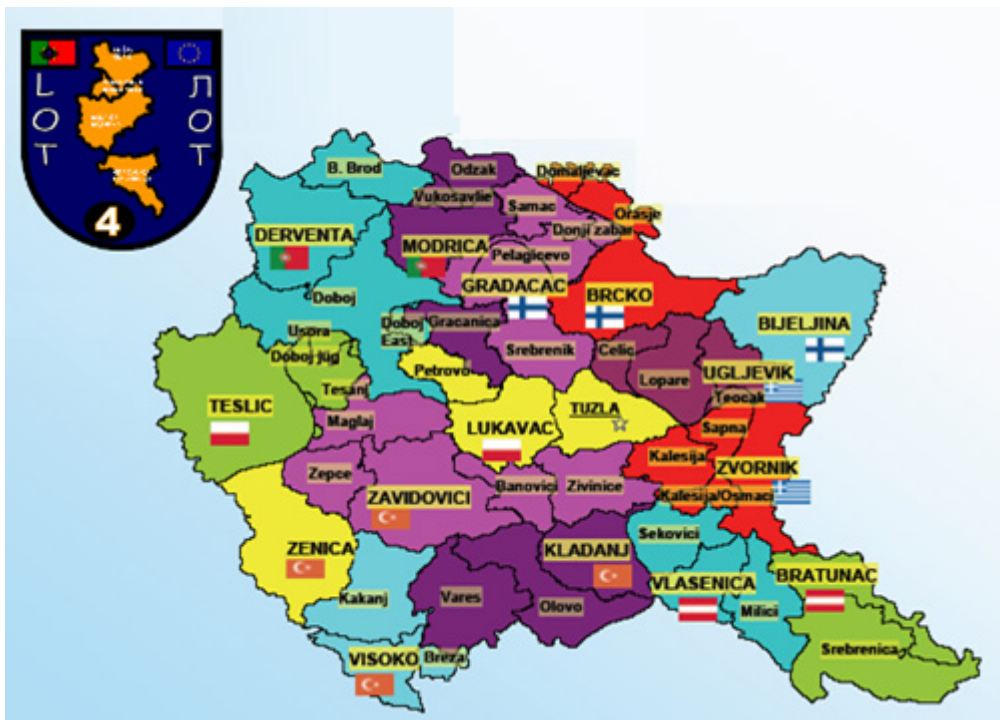 LOT
ЛОТ
4
B. Brod
Odzak
Domaljevac
Vukosavlie
Samac
Orasje
DERVENTA
MODRICA
Donji zabar
Pelagicevo
GRADACAC
BRCKO
Doboj
BIJELJINA
Usora
Doboj
East
Gracanica
Doboj jug
Srebrenik
Celic
Petrovo
Lopare
UGLJEVIK
Tesanj
Teocak
TESLIC
Maglaj
LUKAVAC
TUZLA
Sapna
Kalesija
ZVORNIK
Zepce
ZAVIDOVICI
Banovici
Zivinice
Kalesija/Osmaci
ZENICA
KLADANJ
Sekovici
Kakanj
Vares
Olovo
VLASENICA
BRATUNAC
Milici
VISOKO
Breza
Srebrenica